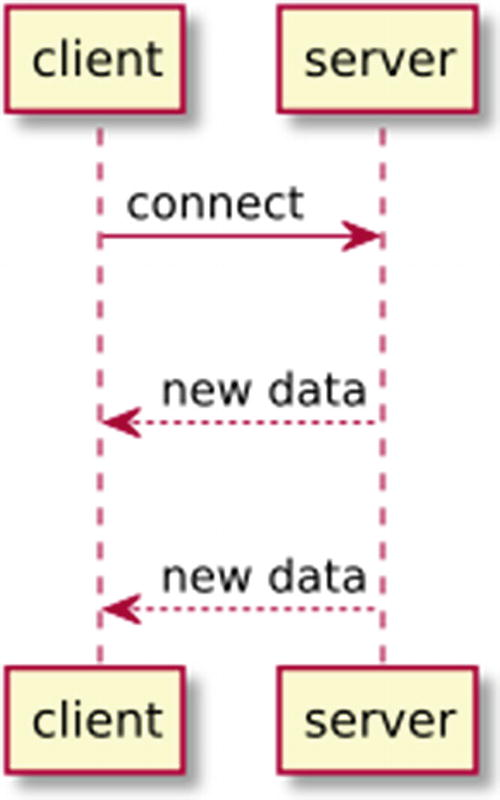 client server
connect
new data
new data
client server